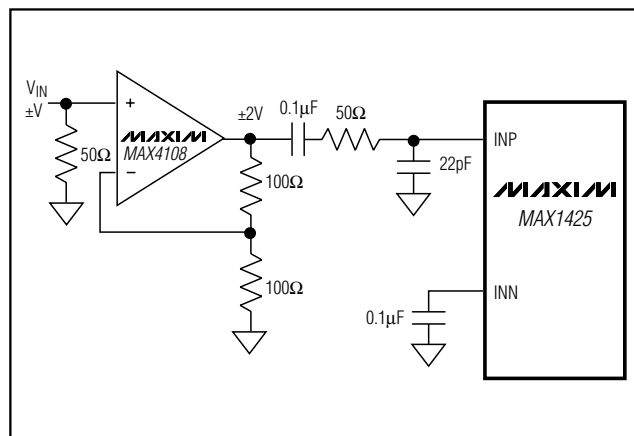 V_IN
±V
50Ω
+
−
MAXIM
MAX4108
±2V
0.1µF
50Ω
100Ω
100Ω
22pF
INP
MAXIM
MAX1425
INN
0.1µF